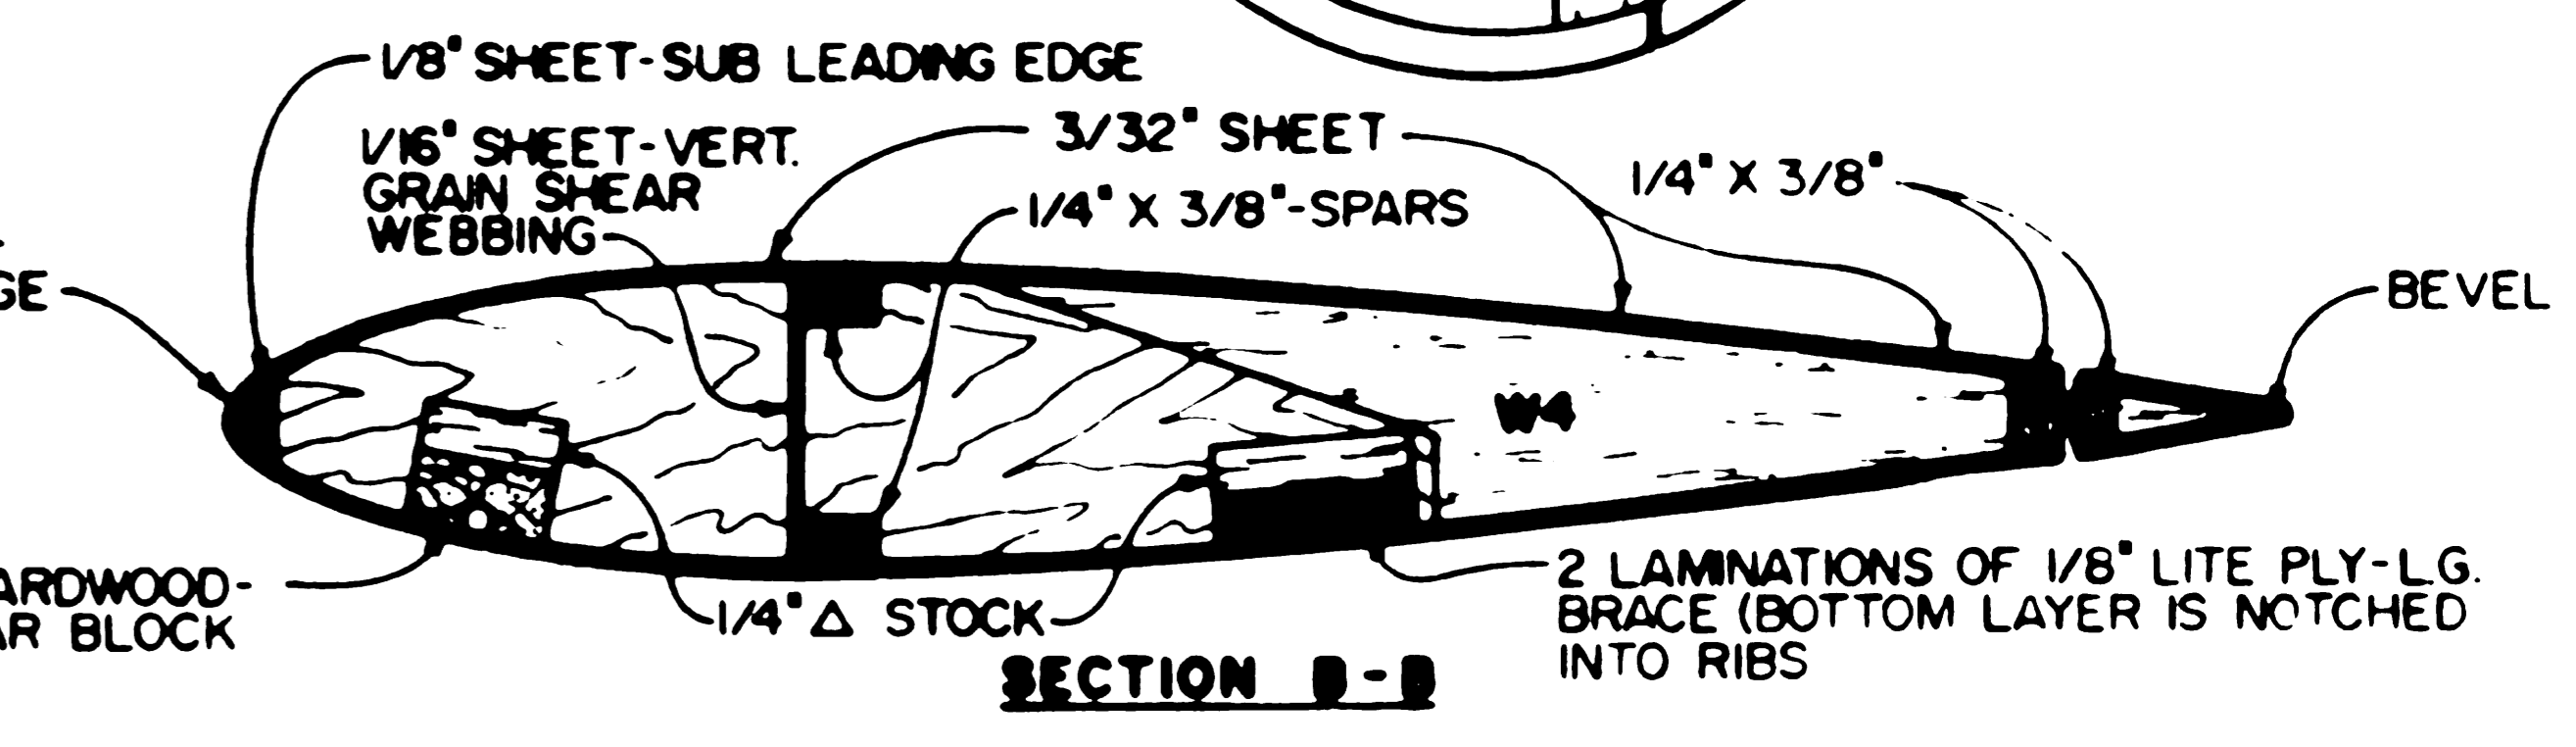 1/8" SHEET-SUB LEADING EDGE
1/16" SHEET-VERT.
GRAIN SHEAR
WEBBING
3/32" SHEET
1/4" X 3/8"-SPARS
1/4" X 3/8"
GE
BEVEL
W4
ARDWOOD-
AR BLOCK
1/4" △ STOCK
2 LAMINATIONS OF 1/8" LITE PLY-L.G.
BRACE (BOTTOM LAYER IS NOTCHED
INTO RIBS
SECTION